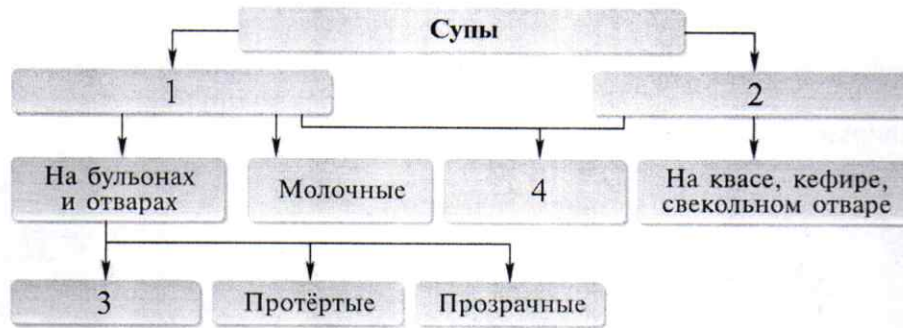 Супы
1
2
На бульонах
и отварах
Молочные
4
На квасе, кефире,
свекольном отваре
3
Протёртые
Прозрачные